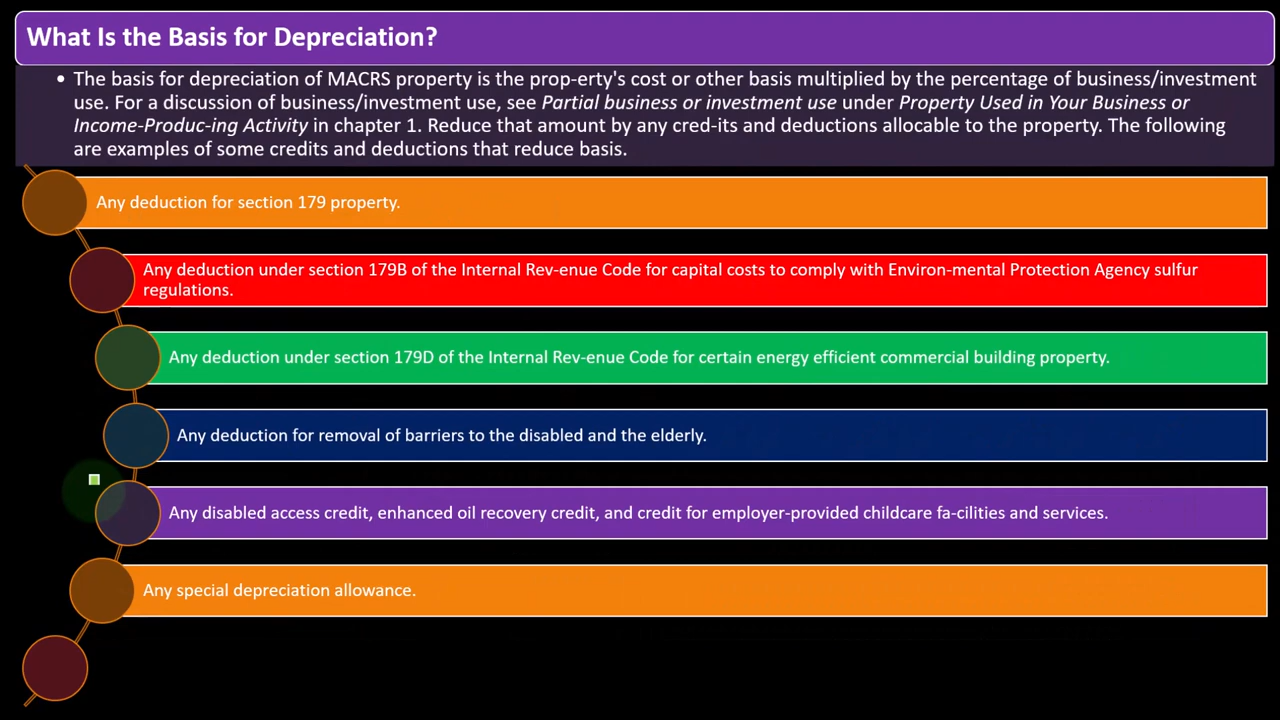 What Is the Basis for Depreciation?
• The basis for depreciation of MACRS property is the prop-erty's cost or other basis multiplied by the percentage of business/investment
use. For a discussion of business/investment use, see Partial business or investment use under Property Used in Your Business or
Income-Produc-ing Activity in chapter 1. Reduce that amount by any cred-its and deductions allocable to the property. The following
are examples of some credits and deductions that reduce basis.
Any deduction for section 179 property.
Any deduction under section 179B of the Internal Rev-enue Code for capital costs to comply with Environ-mental Protection Agency sulfur
regulations.
Any deduction under section 179D of the Internal Rev-enue Code for certain energy efficient commercial building property.
Any deduction for removal of barriers to the disabled and the elderly.
Any disabled access credit, enhanced oil recovery credit, and credit for employer-provided childcare fa-cilities and services.
Any special depreciation allowance.